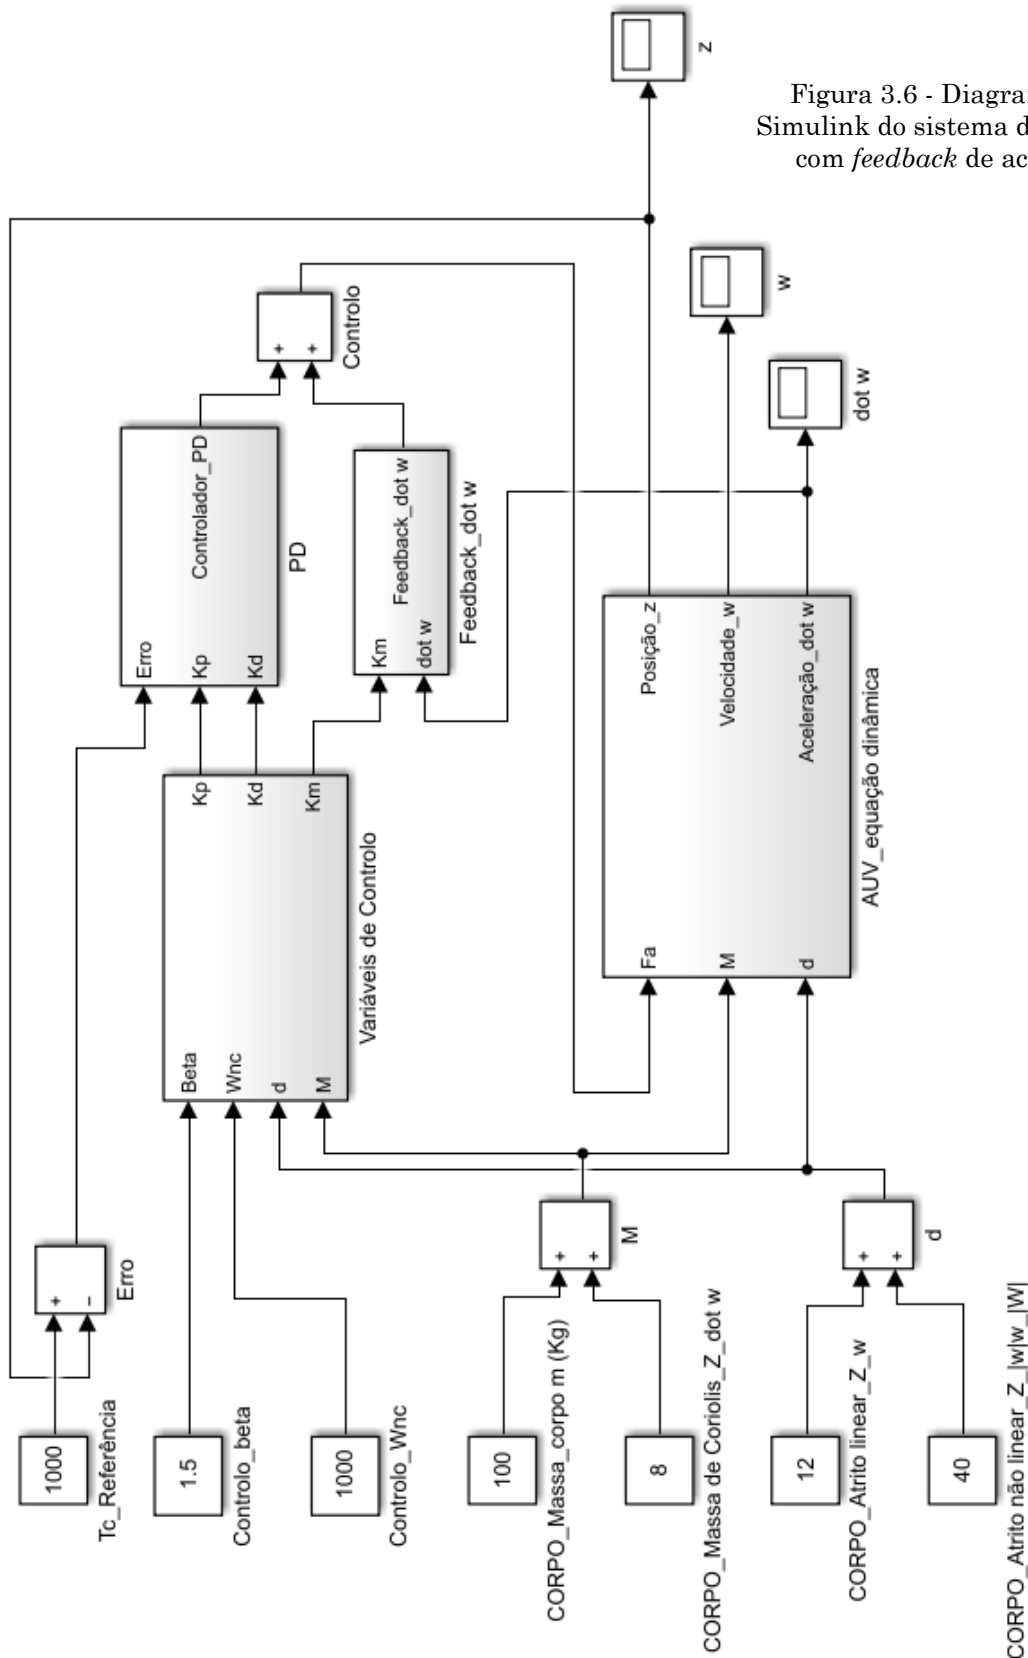 Figura 3.6 - Diagra
Simulink do sistema d
com feedback de ac
1000
Tc_Referência
+
−
Erro
1.5
Controlo_beta
1000
Controlo_Wnc
Beta
Wnc
d
M
Kp
Kd
Km
Variáveis de Controlo
Erro
Kp
Kd
Controlador_PD
PD
Km
dot w
Feedback_dot w
Feedback_dot w
+
+
Controlo
100
CORPO_Massa_corpo m (Kg)
8
CORPO_Massa de Coriolis_Z_dot w
+
+
M
12
CORPO_Atrito linear_Z_w
40
CORPO_Atrito não linear_Z_|w|w_|W|
+
+
d
Fa
M
d
Posição_z
Velocidade_w
Aceleração_dot w
AUV_equação dinâmica
z
w
dot w